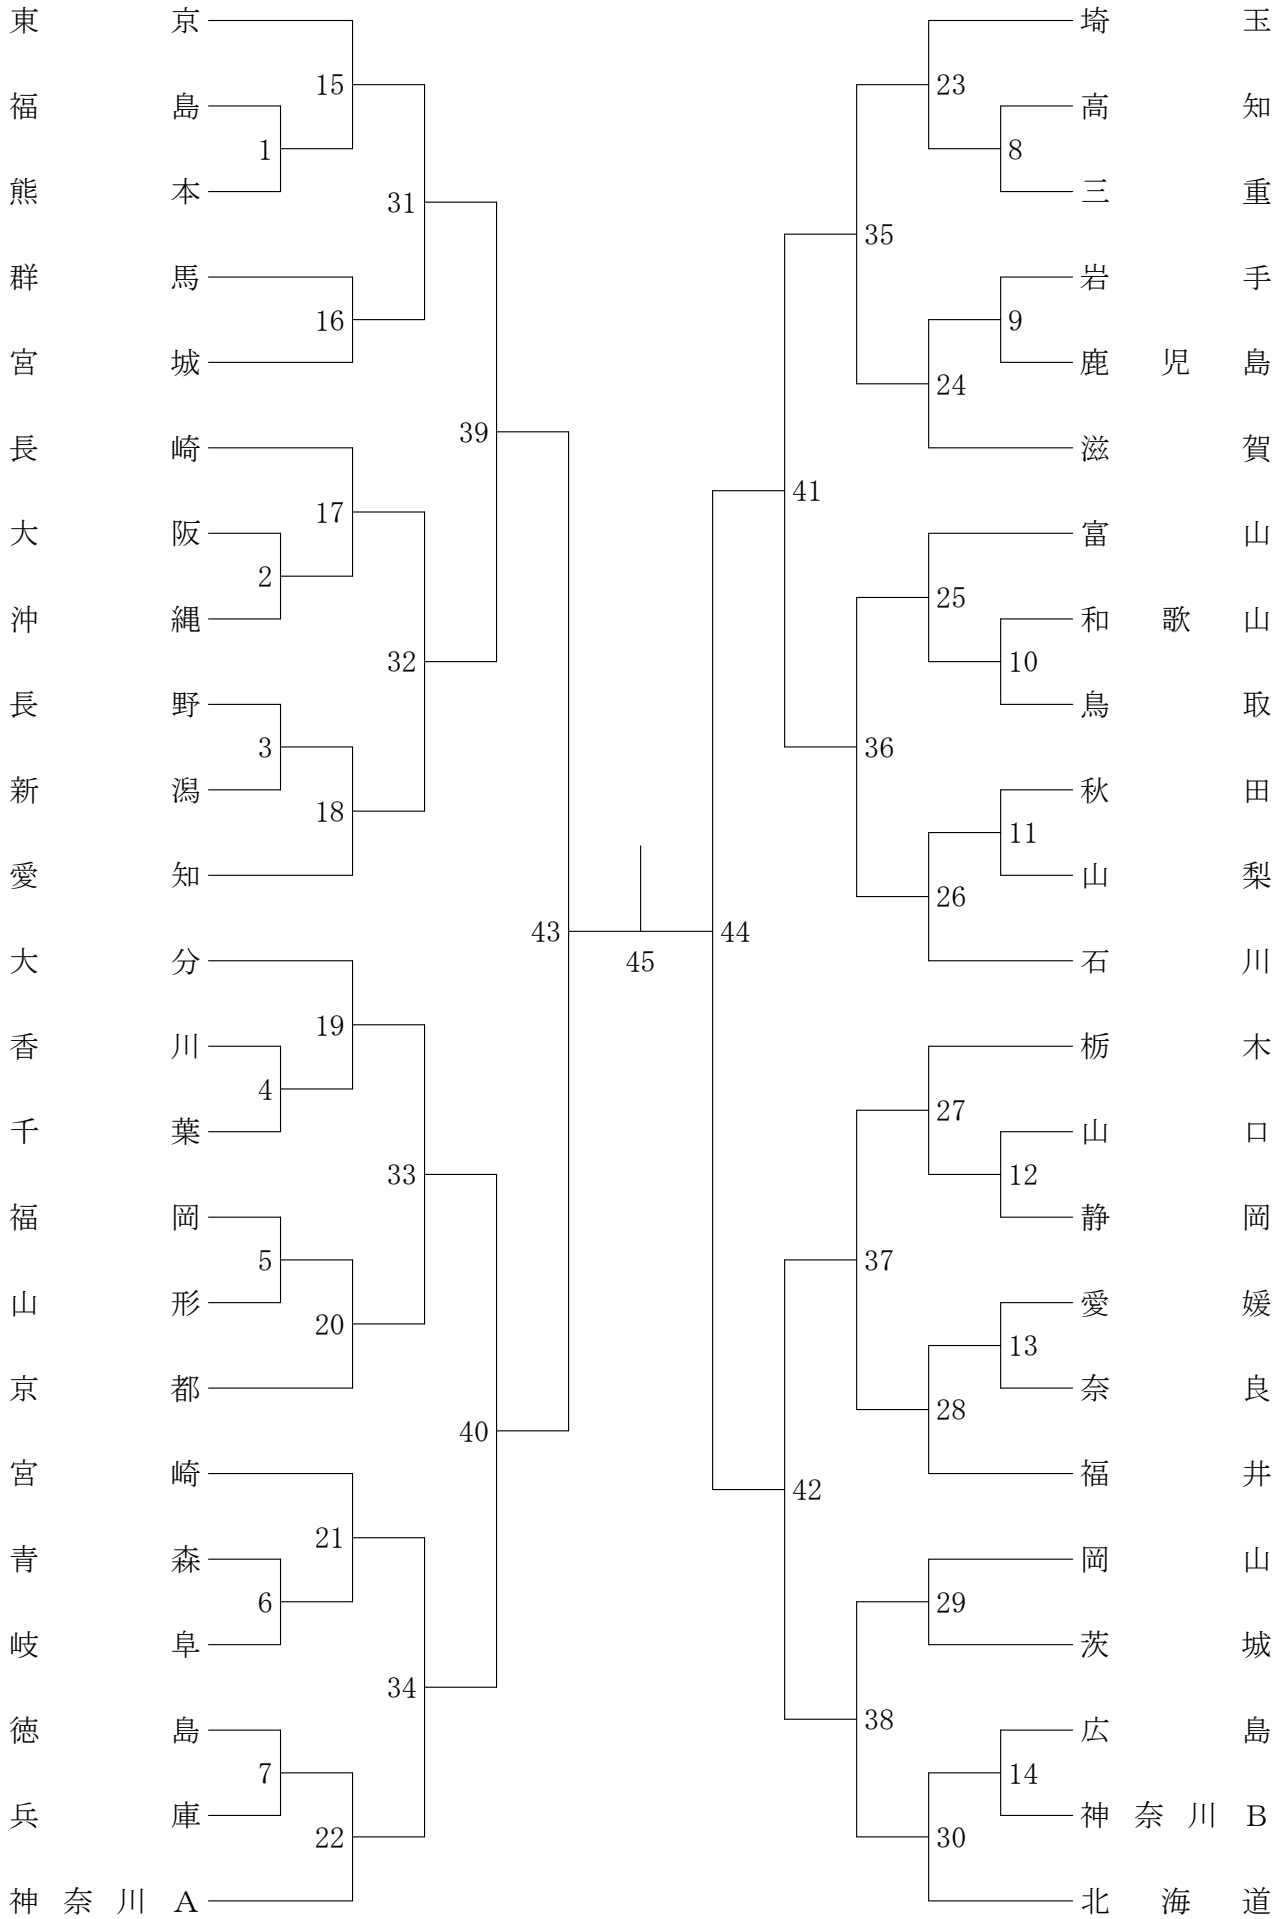 東京
15
福島
1
熊本
31
群馬
16
宮城
39
長崎
17
大阪
2
沖縄
32
長野
3
新潟
18
愛知
43
大分
19
香川
4
千葉
33
福岡
5
山形
20
京都
40
宮崎
21
青森
6
岐阜
34
徳島
7
兵庫
22
神奈川A
45
埼玉
23
高知
8
三重
35
岩手
9
鹿児島
24
滋賀
41
富山
25
和歌山
10
鳥取
36
秋田
11
山梨
26
石川
44
栃木
27
山口
12
静岡
37
愛媛
13
奈良
28
福井
42
岡山
29
茨城
38
広島
14
神奈川B
30
北海道